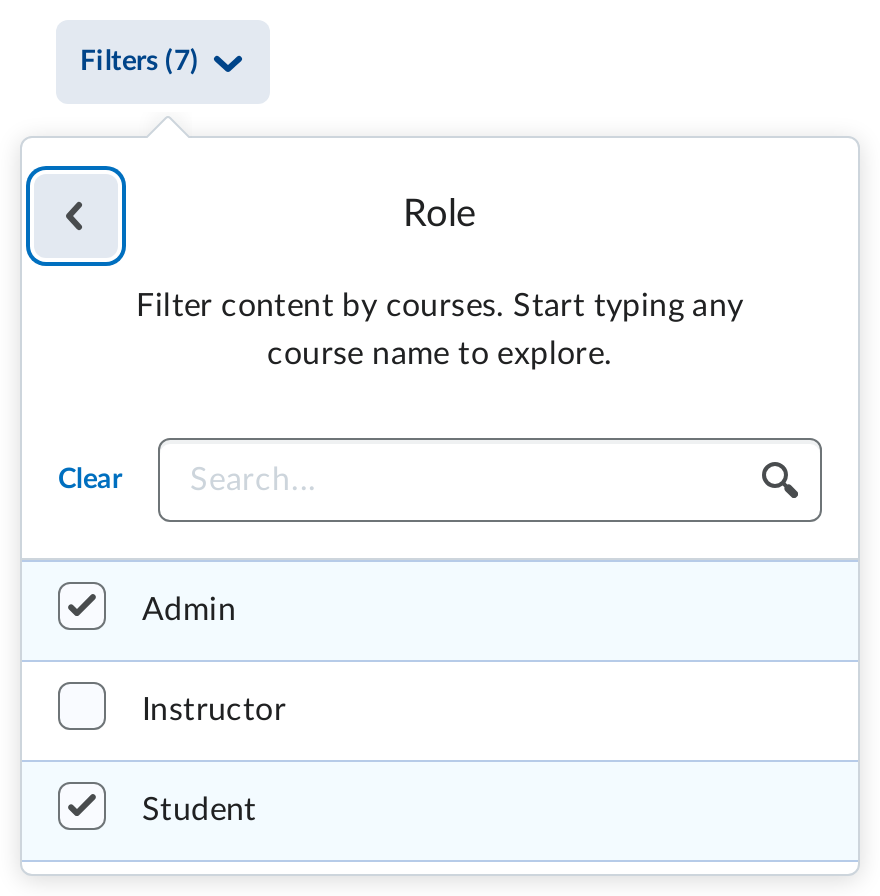 Filters (7)
Role
Filter content by courses. Start typing any
course name to explore.
Clear
Search...
Admin
Instructor
Student